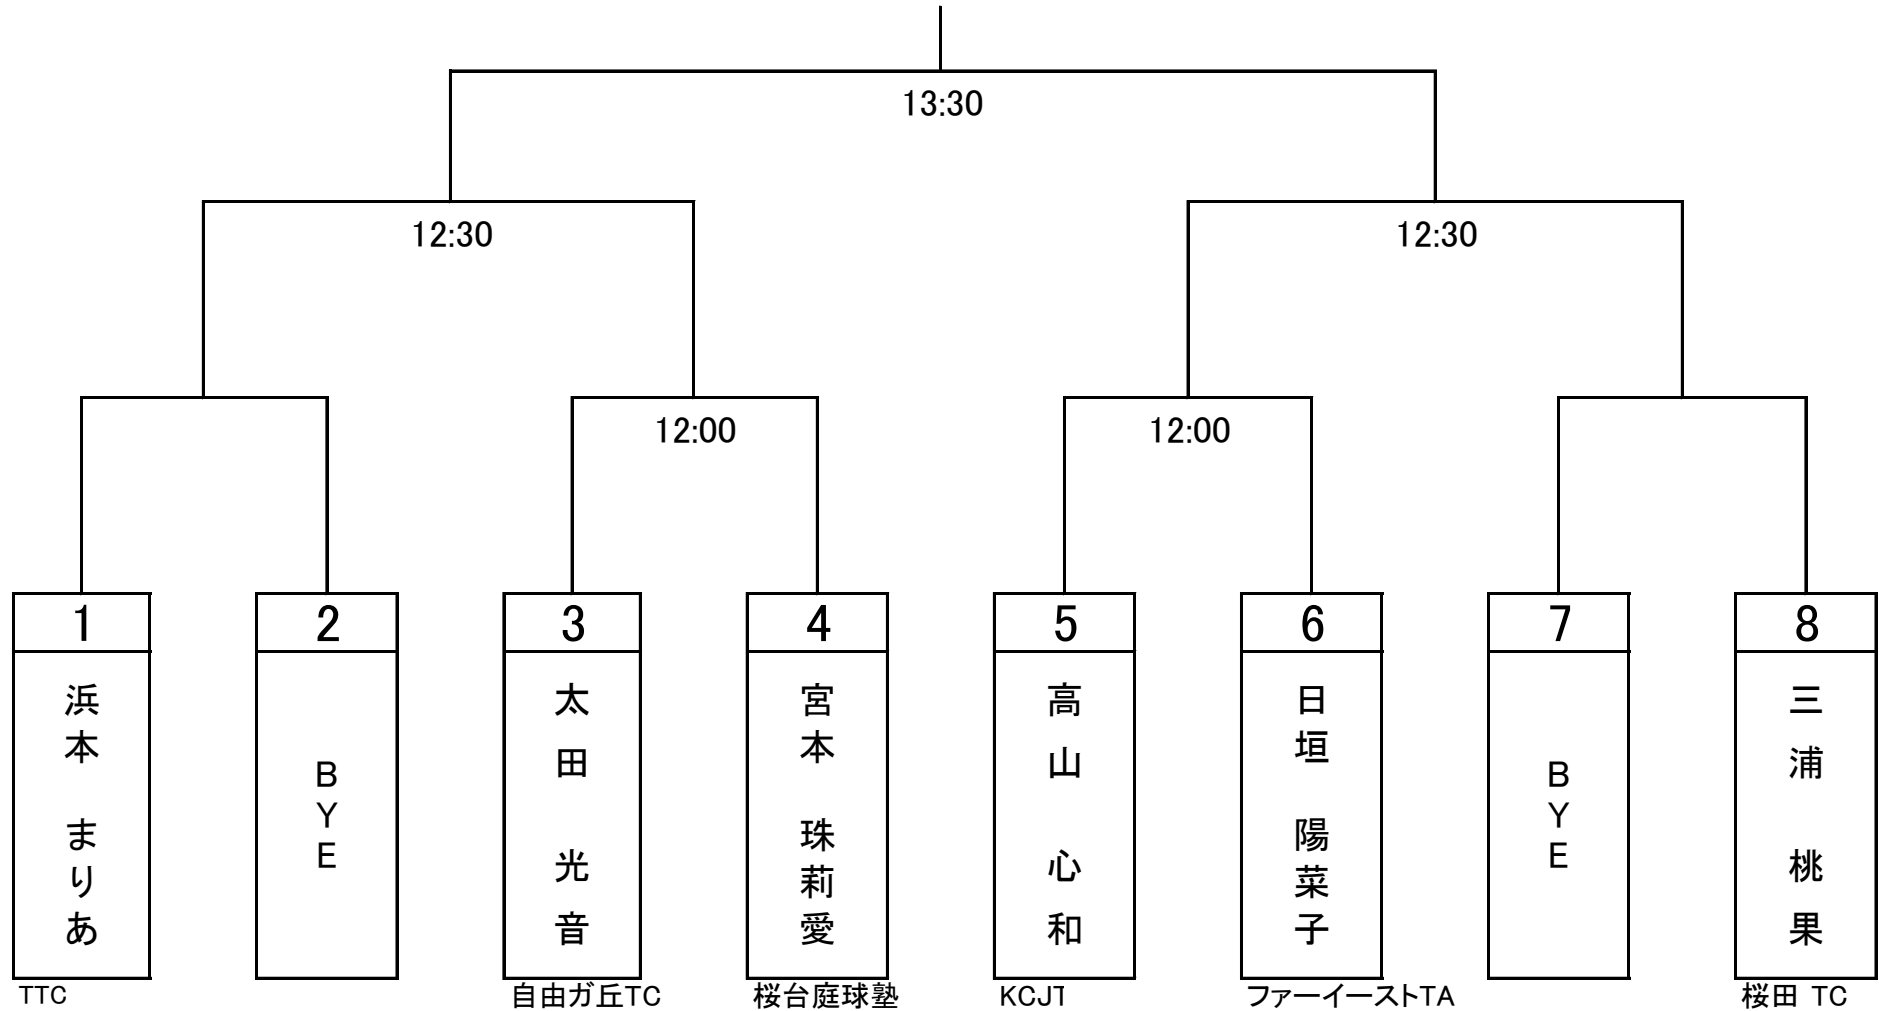 13:30
12:30
12:30
12:00
12:00
1
2
3
4
5
6
7
8
浜本 まりあ
BYE
太田 光音
宮本 珠莉愛
高山 心和
日垣 陽菜子
BYE
三浦 桃果
TTC
自由ガ丘TC
桜台庭球塾
KCJT
ファーイーストTA
桜田 TC